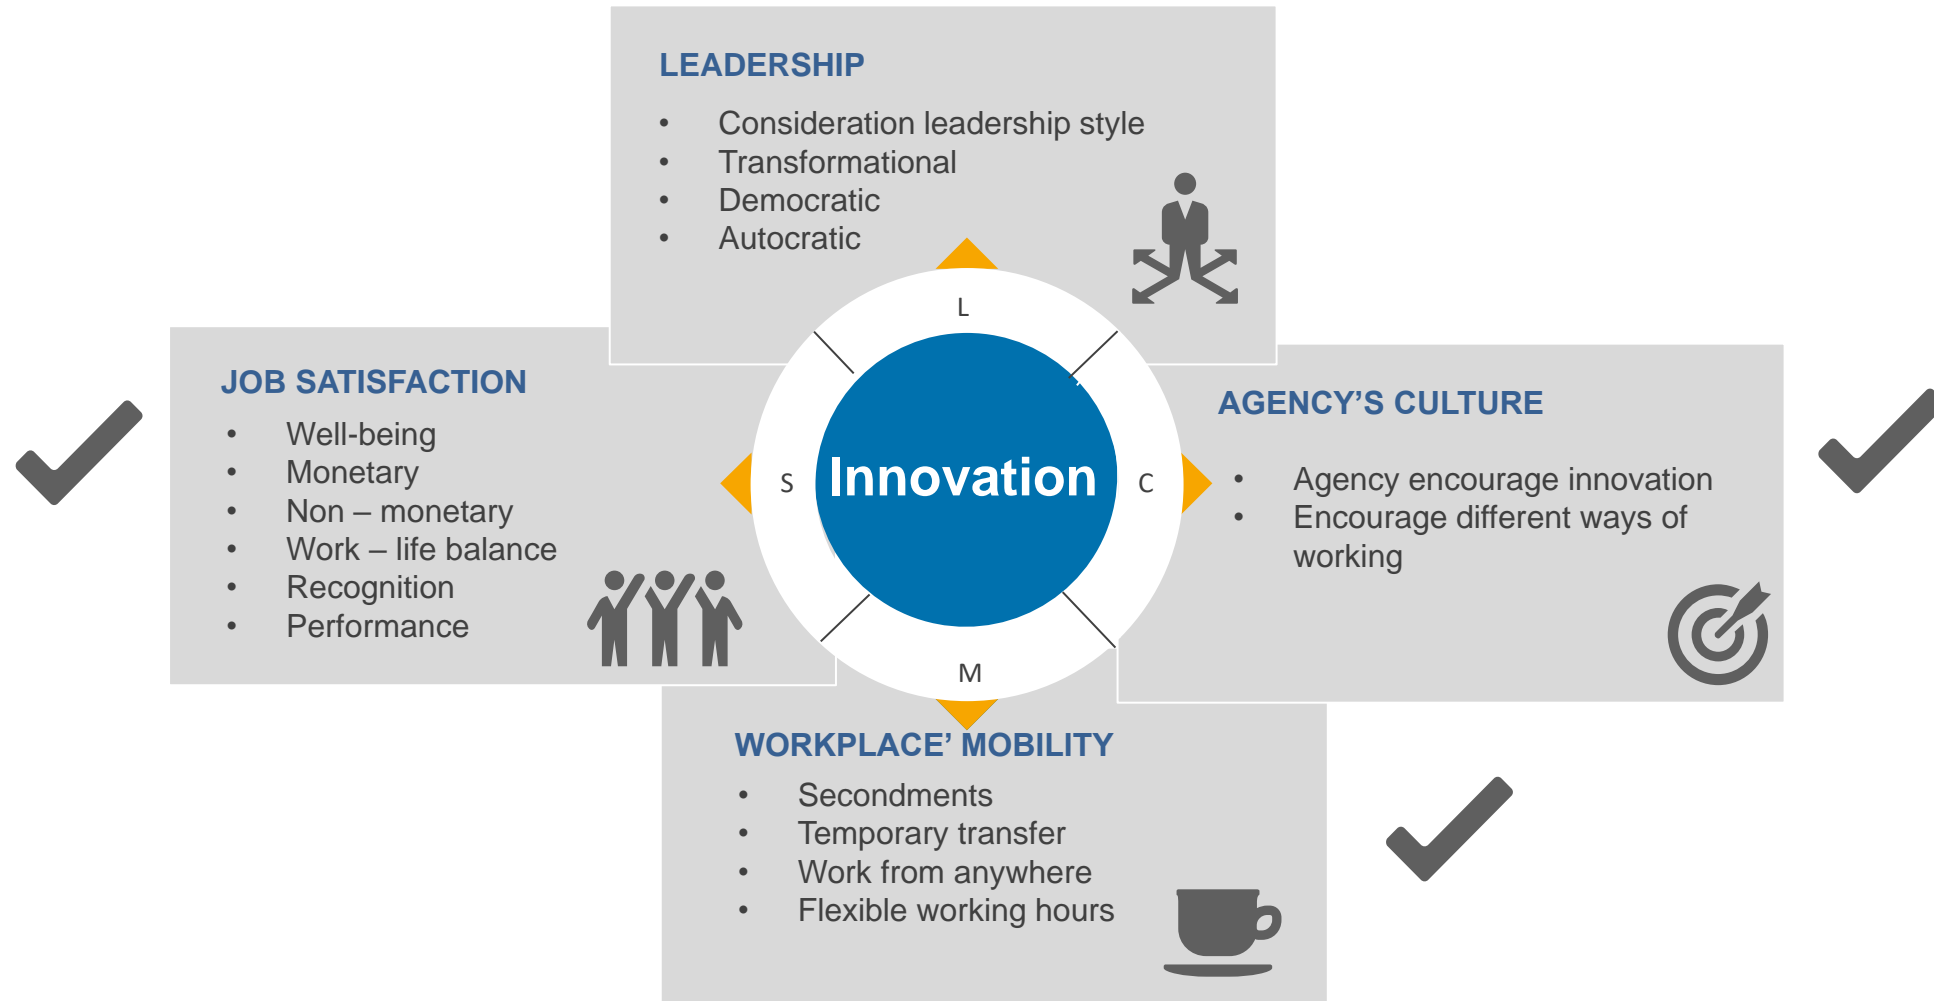 LEADERSHIP
• Consideration leadership style
• Transformational
• Democratic
• Autocratic
L
JOB SATISFACTION
• Well-being
• Monetary
• Non – monetary
• Work – life balance
• Recognition
• Performance
S
Innovation
C
AGENCY’S CULTURE
• Agency encourage innovation
• Encourage different ways of
working
M
WORKPLACE’ MOBILITY
• Secondments
• Temporary transfer
• Work from anywhere
• Flexible working hours